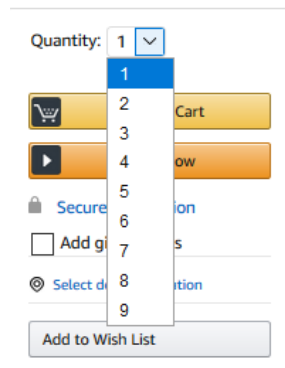 Quantity: 1
1
2
Cart
3
4
ow
5
Secure
ion
6
Add gi
s
7
Select d
8
ation
9
Add to Wish List